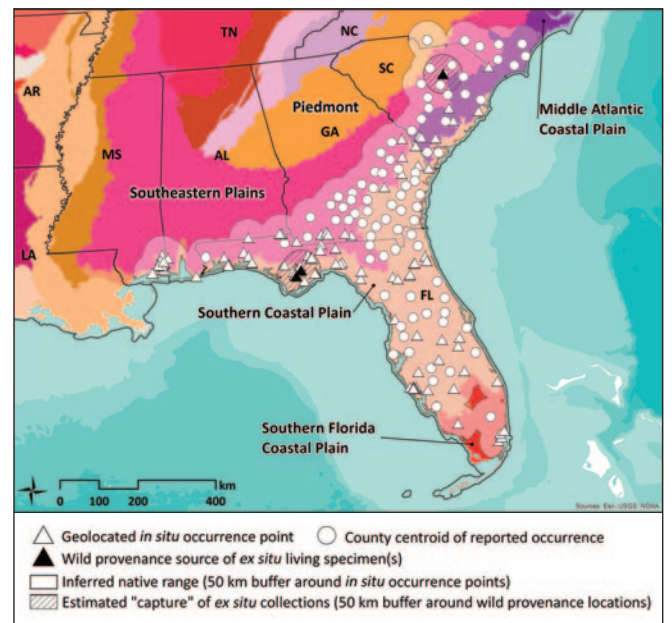 TN
NC
SC
AR
Piedmont
GA
Middle Atlantic
Coastal Plain
MS
AL
Southeastern Plains
LA
Southern Coastal Plain
FL
Southern Florida
Coastal Plain
km
0 100 200 400
Sources: Esri, USGS, NOAA
Geolocated in situ occurrence point
County centroid of reported occurrence
Wild provenance source of ex situ living specimen(s)
Inferred native range (50 km buffer around in situ occurrence points)
Estimated "capture" of ex situ collections (50 km buffer around wild provenance locations)